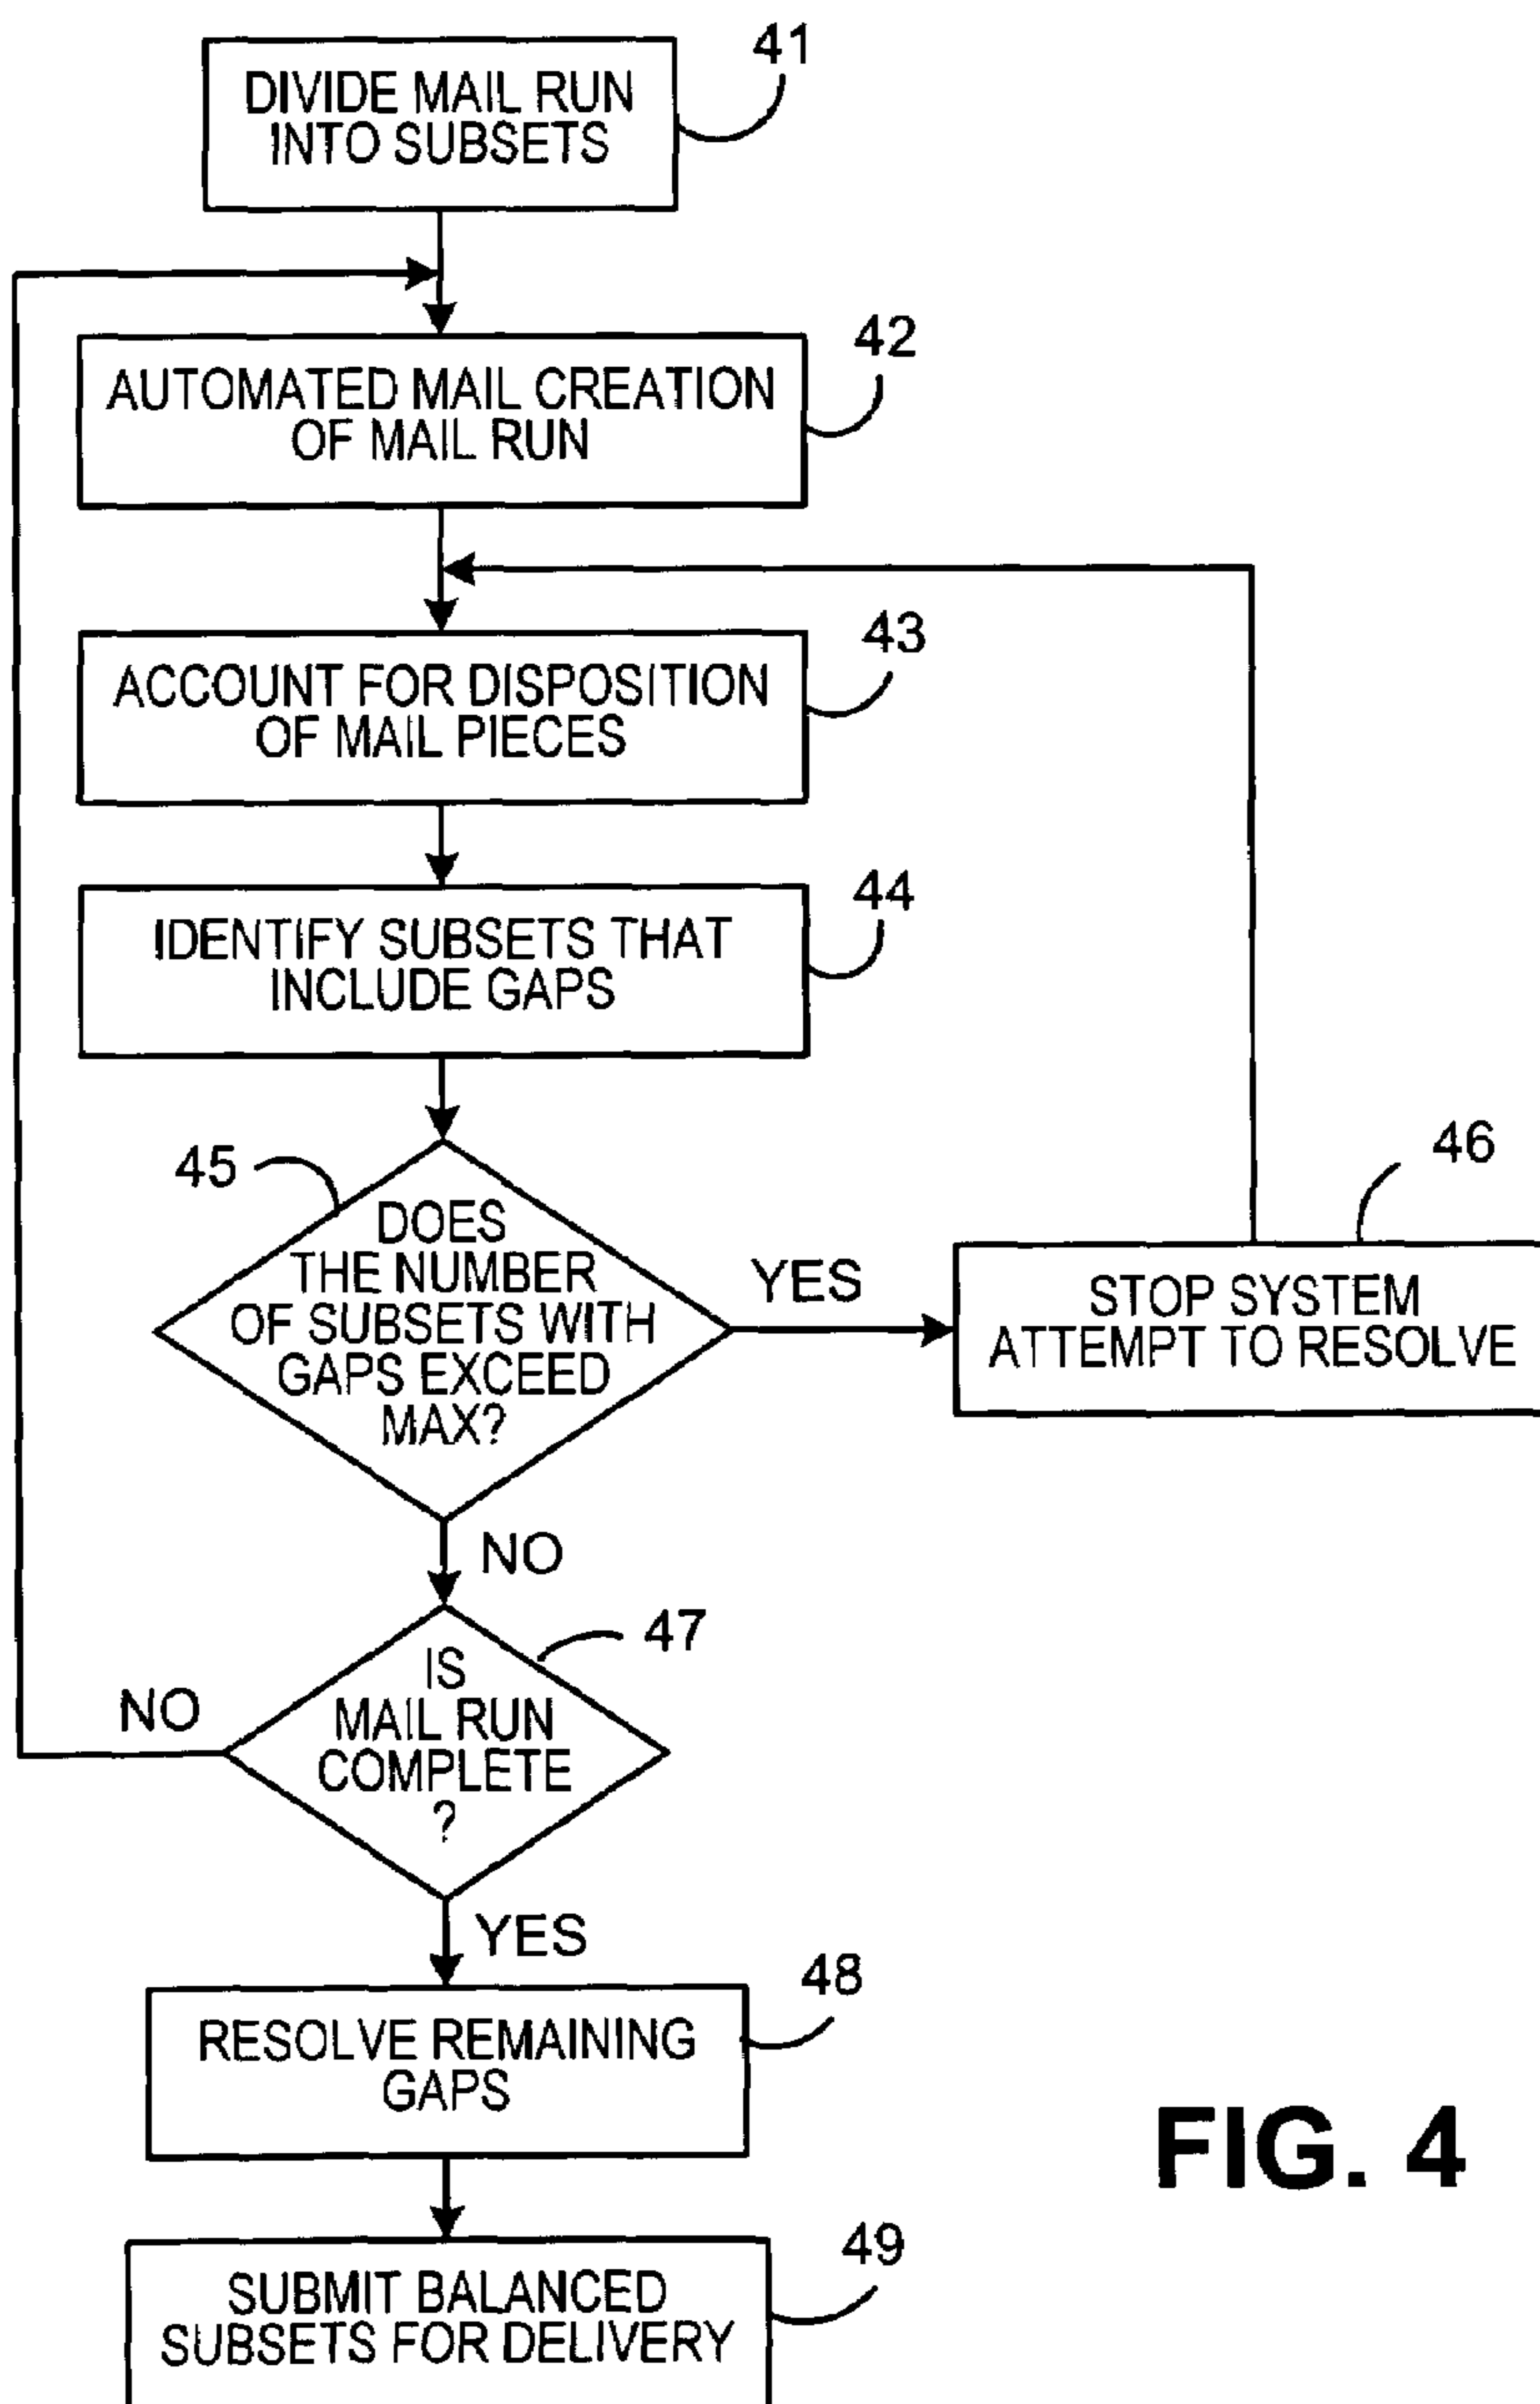 41
DIVIDE MAIL RUN
INTO SUBSETS
42
AUTOMATED MAIL CREATION
OF MAIL RUN
43
ACCOUNT FOR DISPOSITION
OF MAIL PIECES
44
IDENTIFY SUBSETS THAT
INCLUDE GAPS
45
DOES
THE NUMBER
OF SUBSETS WITH
GAPS EXCEED
MAX?
YES
46
STOP SYSTEM
ATTEMPT TO RESOLVE
NO
47
IS
MAIL RUN
COMPLETE
?
NO
YES
48
RESOLVE REMAINING
GAPS
49
SUBMIT BALANCED
SUBSETS FOR DELIVERY
FIG. 4